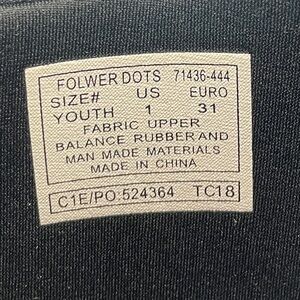 FOLWER DOTS 71436-444
SIZE# US EURO
YOUTH 1 31
FABRIC UPPER
BALANCE RUBBER AND
MAN MADE MATERIALS
MADE IN CHINA
C1E/PO:524364 TC18